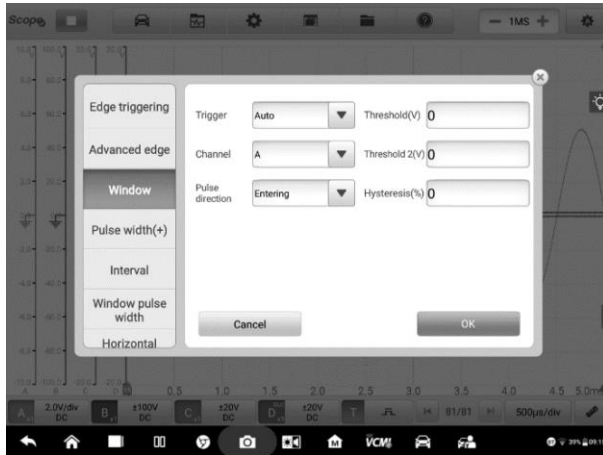 Scope
1MS
Edge triggering
Advanced edge
Window
Pulse width(+)
Interval
Window pulse
width
Horizontal
Trigger
Auto
Threshold(V)
0
Channel
A
Threshold 2(V)
0
Pulse
direction
Entering
Hysteresis(%)
0
Cancel
OK
0.5
1.0
1.5
2.0
2.5
3.0
3.5
4.0
4.5
A
2.0V/div
DC
B
±100V
DC
C
±20V
DC
D
±20V
DC
T
81/81
500µs/div
VCMI
39%